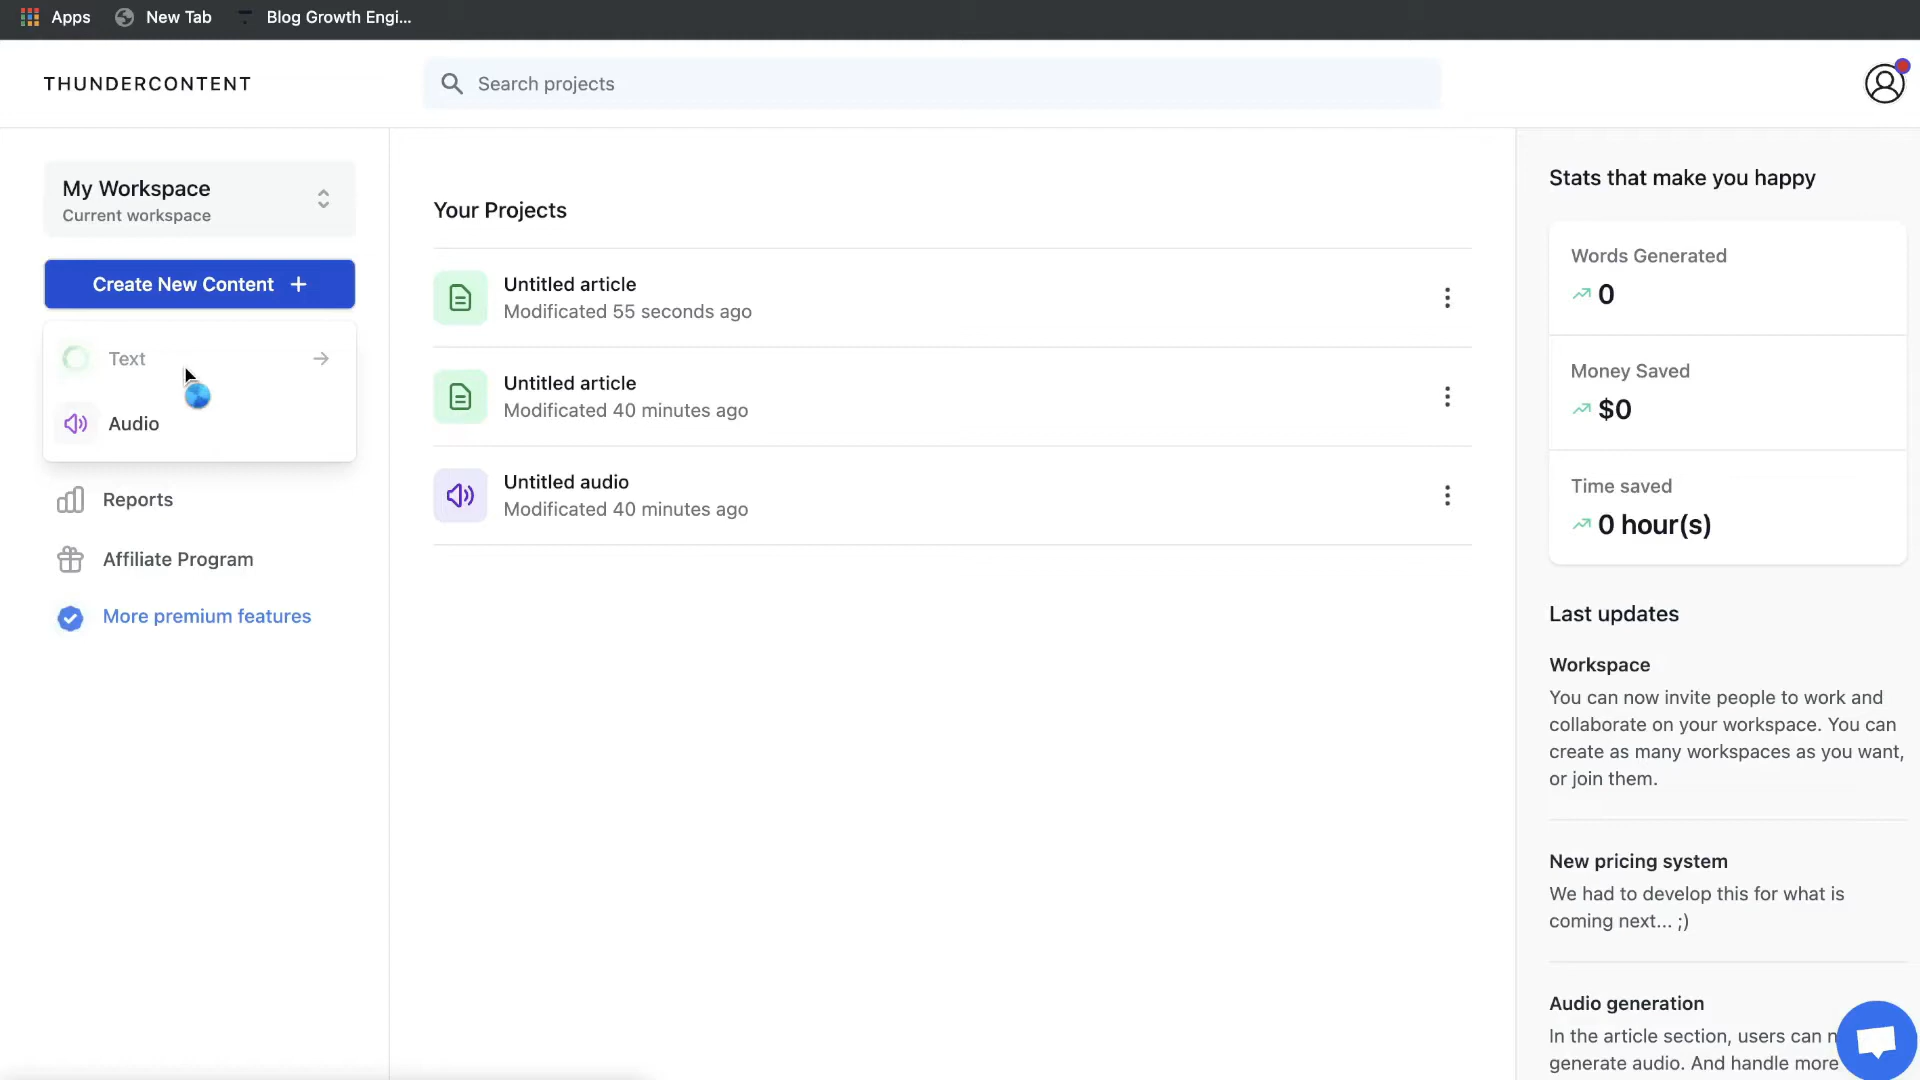 Apps
New Tab
Blog Growth Engi...
THUNDERCONTENT
Search projects
My Workspace
Current workspace
Create New Content +
Text
Audio
Reports
Affiliate Program
More premium features
Your Projects
Untitled article
Modificated 55 seconds ago
Untitled article
Modificated 40 minutes ago
Untitled audio
Modificated 40 minutes ago
Stats that make you happy
Words Generated
0
Money Saved
$0
Time saved
0 hour(s)
Last updates
Workspace
You can now invite people to work and
collaborate on your workspace. You can
create as many workspaces as you want,
or join them.
New pricing system
We had to develop this for what is
coming next... ;)
Audio generation
In the article section, users can
generate audio. And handle more